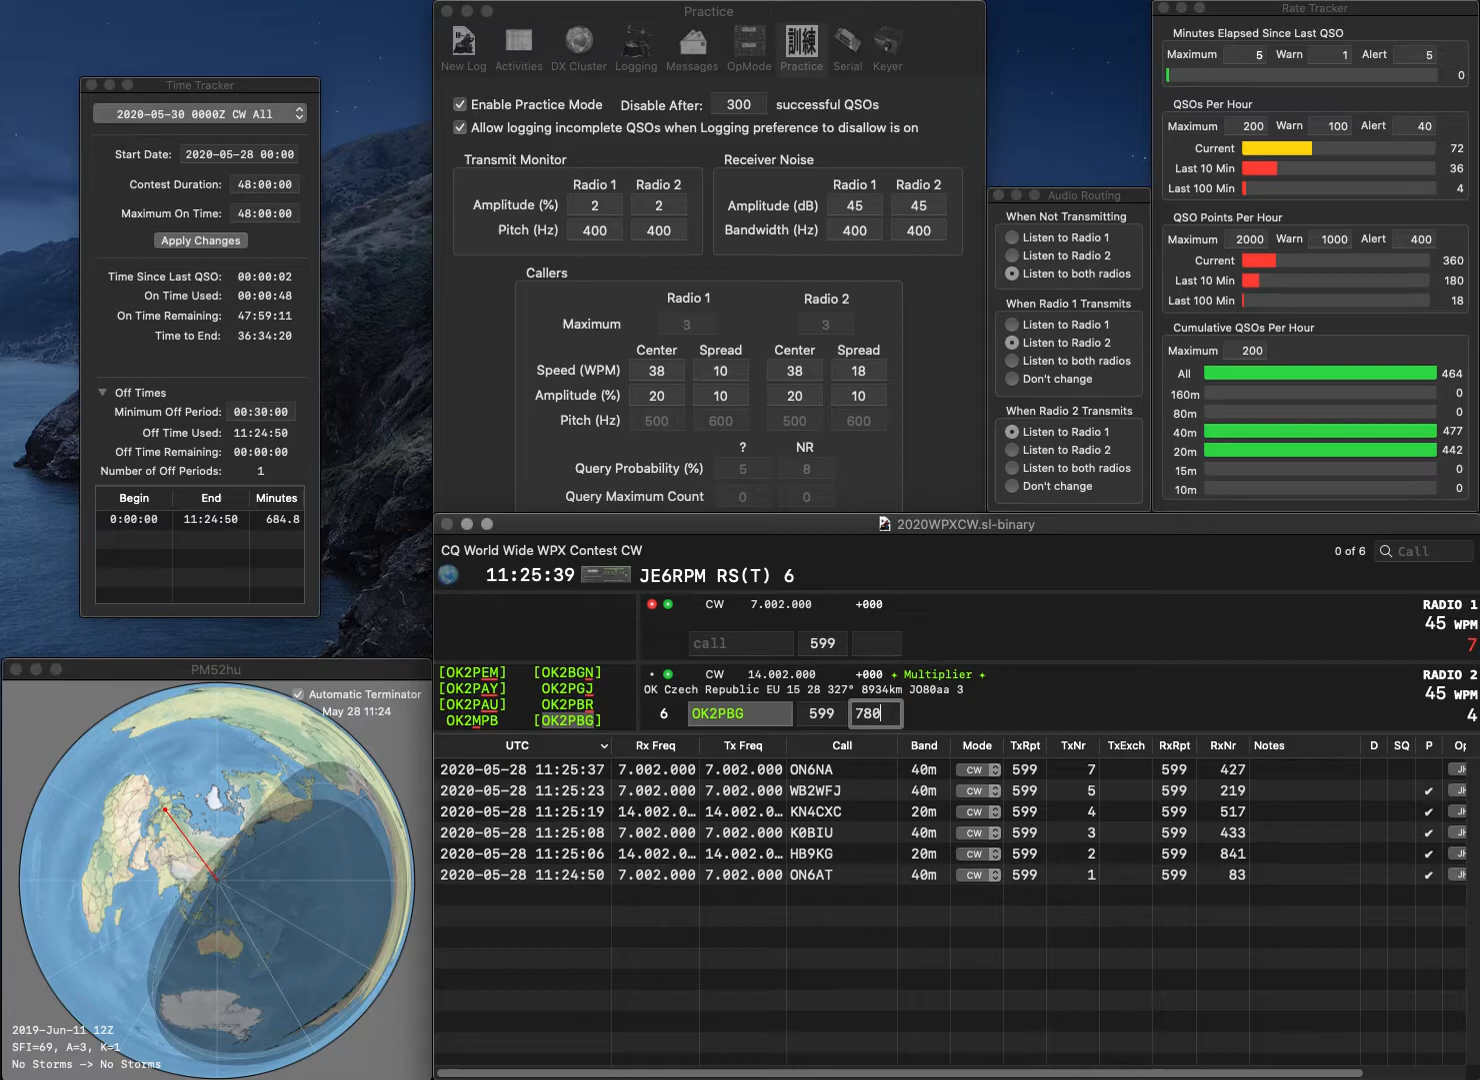 Time Tracker
2020-05-30 0000Z CW All
Start Date: 2020-05-28 00:00
Contest Duration: 48:00:00
Maximum On Time: 48:00:00
Apply Changes
Time Since Last QSO: 00:00:02
On Time Used: 00:00:48
On Time Remaining: 47:59:11
Time to End: 36:34:20
Off Times
Minimum Off Period: 00:30:00
Off Time Used: 11:24:50
Off Time Remaining: 00:00:00
Number of Off Periods: 1
Begin End Minutes
0:00:00 11:24:50 684.8
Practice
New Log Activities DX Cluster Logging Messages OpMode 訓練 Practice Serial Keyer
Enable Practice Mode Disable After: 300 successful QSOs
Allow logging incomplete QSOs when Logging preference to disallow is on
Transmit Monitor
Radio 1 Radio 2
Amplitude (%) 2 2
Pitch (Hz) 400 400
Receiver Noise
Radio 1 Radio 2
Amplitude (dB) 45 45
Bandwidth (Hz) 400 400
Callers
Radio 1 Radio 2
Maximum 3 3
Center Spread Center Spread
Speed (WPM) 38 10 38 18
Amplitude (%) 20 10 20 10
Pitch (Hz) 500 600 500 600
? NR
Query Probability (%) 5 8
Query Maximum Count 0 0
Audio Routing
When Not Transmitting
Listen to Radio 1
Listen to Radio 2
Listen to both radios
When Radio 1 Transmits
Listen to Radio 1
Listen to Radio 2
Listen to both radios
Don't change
When Radio 2 Transmits
Listen to Radio 1
Listen to Radio 2
Listen to both radios
Don't change
Rate Tracker
Minutes Elapsed Since Last QSO
Maximum 5 Warn 1 Alert 5
0
QSOs Per Hour
Maximum 200 Warn 100 Alert 40
Current 72
Last 10 Min 36
Last 100 Min 4
QSO Points Per Hour
Maximum 2000 Warn 1000 Alert 400
Current 360
Last 10 Min 180
Last 100 Min 18
Cumulative QSOs Per Hour
Maximum 200
All 464
160m 0
80m 0
40m 477
20m 442
15m 0
10m 0
PM52hu
Automatic Terminator
May 28 11:24
2019-Jun-11 12Z
SFI=69, A=3, K=1
No Storms -> No Storms
2020WPXCW.sl-binary
CQ World Wide WPX Contest CW 0 of 6 Call
11:25:39 JE6RPM RS(T) 6
CW 7.002.000 +000 RADIO 1
45 WPM
call 599 7
[OK2PEM] [OK2BGN]
[OK2PAY] OK2PGJ
[OK2PAU] OK2PBR
OK2MPB [OK2PBG]
CW 14.002.000 +000 + Multiplier + RADIO 2
OK Czech Republic EU 15 28 327° 8934km JO80aa 3 45 WPM
6 OK2PBG 599 780 4
UTC Rx Freq Tx Freq Call Band Mode TxRpt TxNr TxExch RxRpt RxNr Notes D SQ P Op
2020-05-28 11:25:37 7.002.000 7.002.000 ON6NA 40m CW 599 7 599 427
2020-05-28 11:25:23 7.002.000 7.002.000 WB2WFJ 40m CW 599 5 599 219 ✔
2020-05-28 11:25:19 14.002.0… 14.002.0… KN4CXC 20m CW 599 4 599 517 ✔
2020-05-28 11:25:08 7.002.000 7.002.000 K0BIU 40m CW 599 3 599 433 ✔
2020-05-28 11:25:06 14.002.0… 14.002.0… HB9KG 20m CW 599 2 599 841 ✔
2020-05-28 11:24:50 7.002.000 7.002.000 ON6AT 40m CW 599 1 599 83 ✔